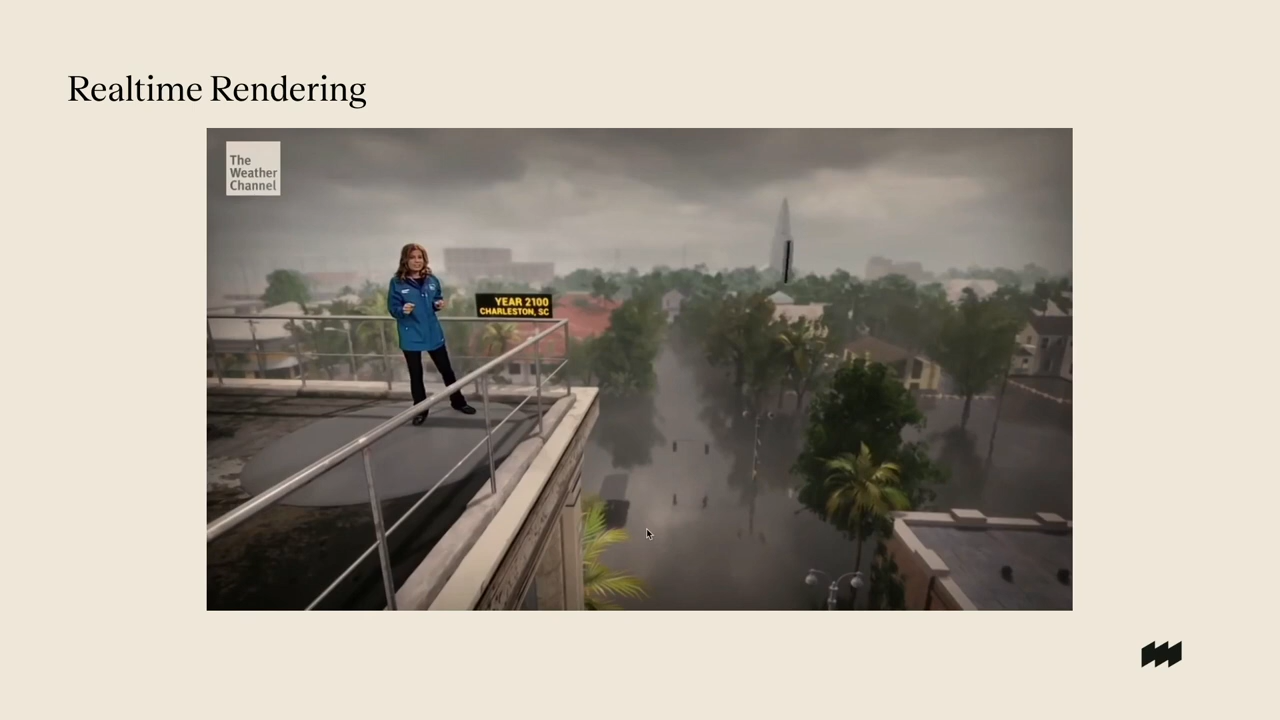 Realtime Rendering
The
Weather
Channel
YEAR 2100
CHARLESTON, SC